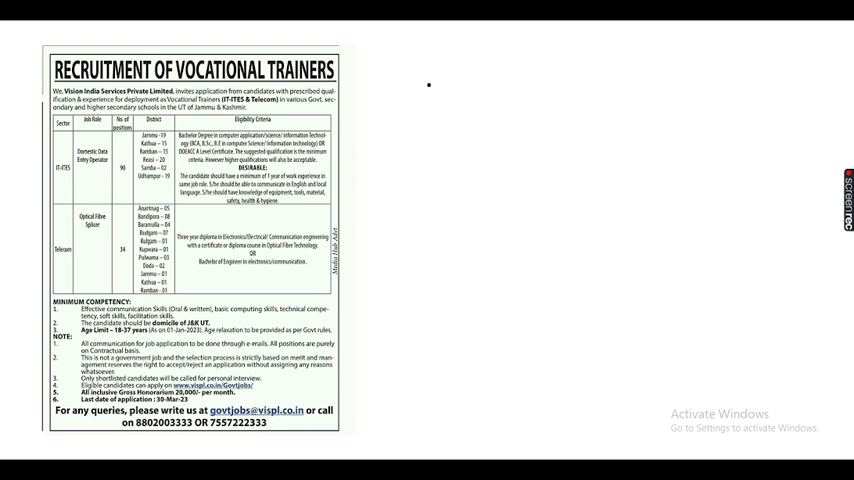 RECRUITMENT OF VOCATIONAL TRAINERS
We, Vision India Services Private Limited, invites application from candidates with prescribed qual-
ification & experience for deployment as Vocational Trainers (IT-ITES & Telecom) in various Govt. sec-
ondary and higher secondary schools in the UT of Jammu & Kashmir.
Sector Job Role No. of positions District Eligibility Criteria
IT-ITES
Domestic Data
Entry Operator
90
Jammu -19
Kathua – 15
Ramban – 15
Reasi – 20
Samba – 02
Udhampur - 19
Bachelor Degree in computer application/science/ Information Technol-
ogy (BCA, B.Sc., B.E in computer Science/ Information technology) OR
DOEACC A Level Certificate. The suggested qualification is the minimum
criteria. However higher qualifications will also be acceptable.
DESIRABLE:
The candidate should have a minimum of 1 year of work experience in
same job role. S/he should be able to communicate in English and local
language. S/he should have knowledge of equipment, tools, material,
safety, health & hygiene.
Telecom
Optical Fibre
Splicer
34
Anantnag – 05
Bandipora – 08
Baramulla – 04
Budgam – 07
Kulgam – 01
Kupwara – 01
Pulwama – 03
Doda – 02
Jammu – 01
Kathua – 01
Ramban - 01
Three year diploma in Electronics/Electrical/ Communication engineering
with a certificate or diploma course in Optical Fibre Technology.
OR
Bachelor of Engineer in electronics/communication.
Media Hub Advt
MINIMUM COMPETENCY:
1. Effective communication Skills (Oral & written), basic computing skills, technical compe-
tency, soft skills, facilitation skills.
2. The candidate should be domicile of J&K UT.
3. Age Limit – 18-37 years (As on 01-Jan-2023). Age relaxation to be provided as per Govt rules.
NOTE:
1. All communication for job application to be done through e-mails. All positions are purely
on Contractual basis.
2. This is not a government job and the selection process is strictly based on merit and man-
agement reserves the right to accept/reject an application without assigning any reasons
whatsoever.
3. Only shortlisted candidates will be called for personal interview.
4. Eligible candidates can apply on www.vispl.co.in/Govtjobs/
5. All inclusive Gross Honorarium 20,000/- per month.
6. Last date of application : 30-Mar-23
For any queries, please write us at govtjobs@vispl.co.in or call
on 8802003333 OR 7557222333
screenrec
Activate Windows
Go to Settings to activate Windows.